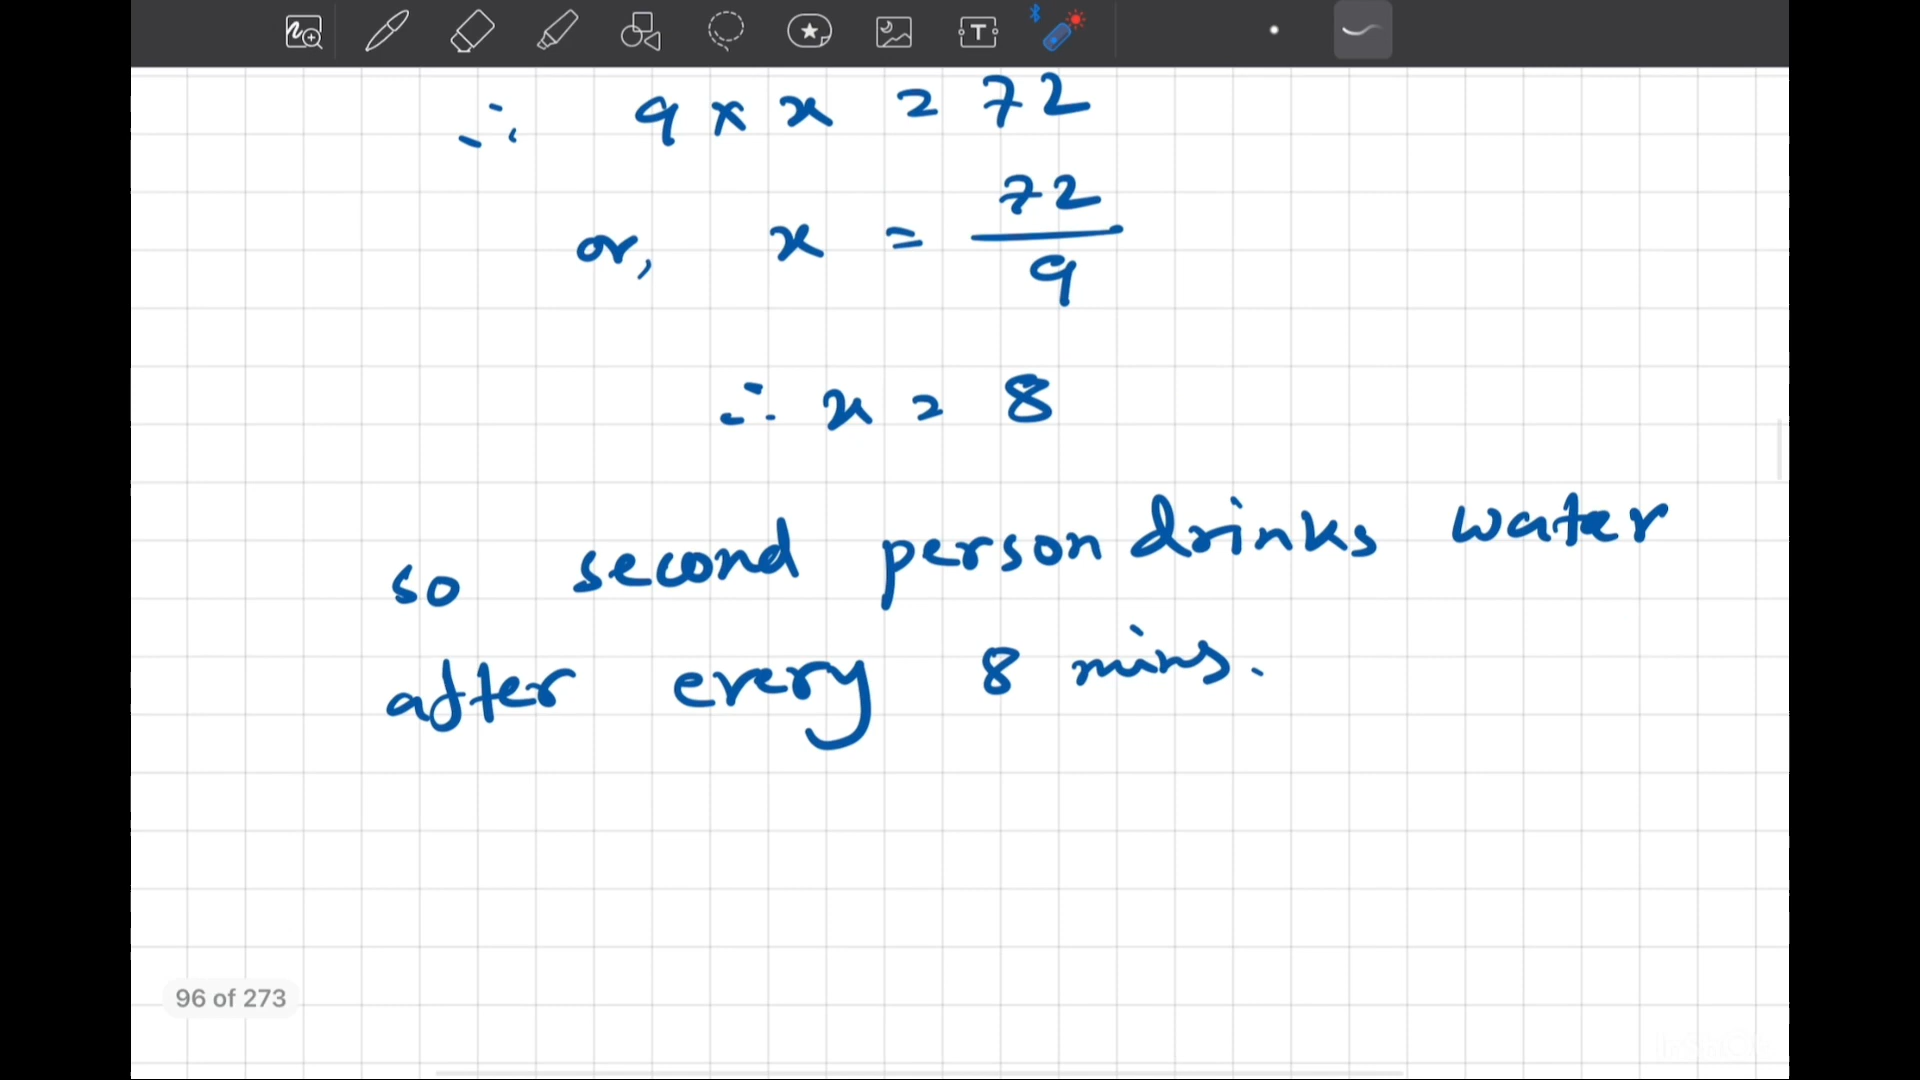 ∴ 9 × x = 72
or, x = 72/9
∴ x = 8
so second person drinks water
after every 8 mins.
96 of 273